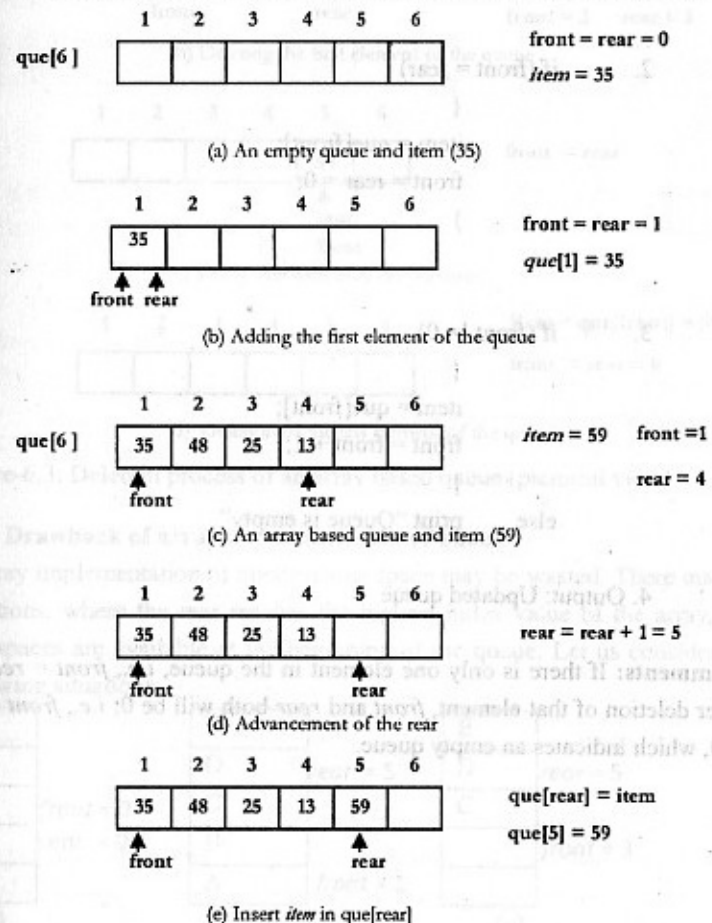 1 2 3 4 5 6
que[6]
front = rear = 0
item = 35
(a) An empty queue and item (35)
1 2 3 4 5 6
35
front = rear = 1
que[1] = 35
front rear
(b) Adding the first element of the queue
1 2 3 4 5 6
que[6]
35 48 25 13
item = 59 front =1
rear = 4
front rear
(c) An array based queue and item (59)
1 2 3 4 5 6
35 48 25 13
rear = rear + 1 = 5
front rear
(d) Advancement of the rear
1 2 3 4 5 6
35 48 25 13 59
que[rear] = item
que[5] = 59
front rear
(e) Insert item in que[rear]